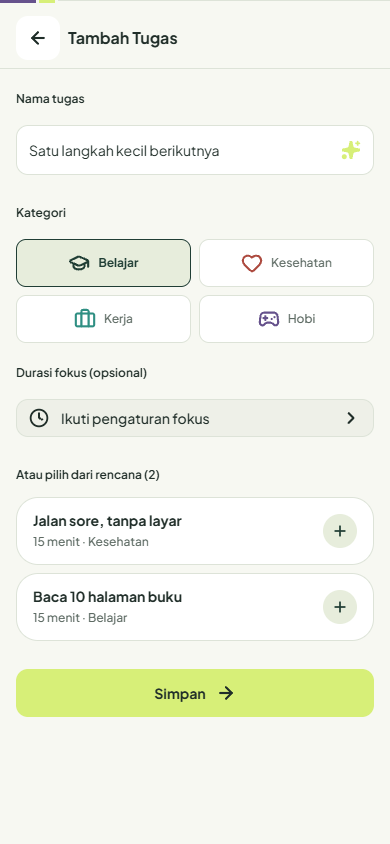 Tambah Tugas
Nama tugas
Satu langkah kecil berikutnya
Kategori
Belajar
Kesehatan
Kerja
Hobi
Durasi fokus (opsional)
Ikuti pengaturan fokus
Atau pilih dari rencana (2)
Jalan sore, tanpa layar
15 menit · Kesehatan
Baca 10 halaman buku
15 menit · Belajar
Simpan